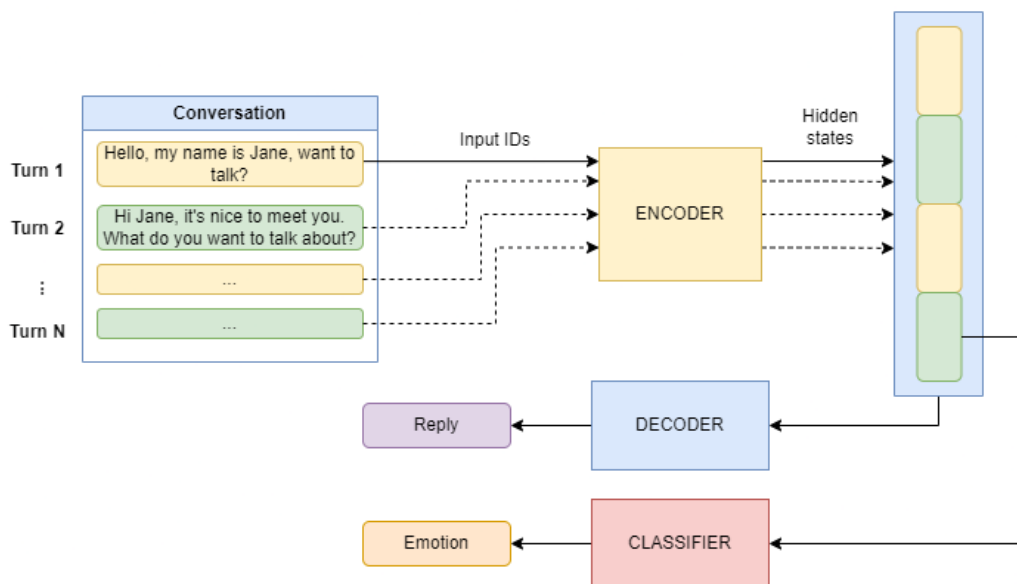 Conversation
Turn 1
Hello, my name is Jane, want to
talk?
Turn 2
Hi Jane, it's nice to meet you.
What do you want to talk about?
...
⋮
...
Turn N
Input IDs
ENCODER
Hidden
states
Reply
DECODER
Emotion
CLASSIFIER